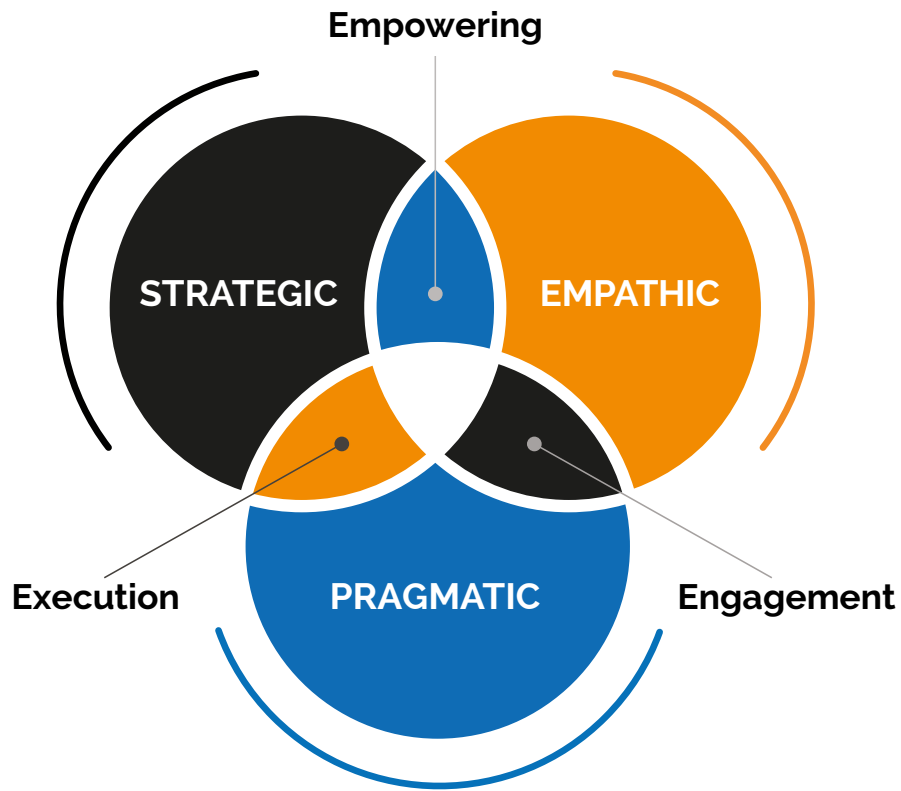 Empowering
STRATEGIC
EMPATHIC
Execution
PRAGMATIC
Engagement